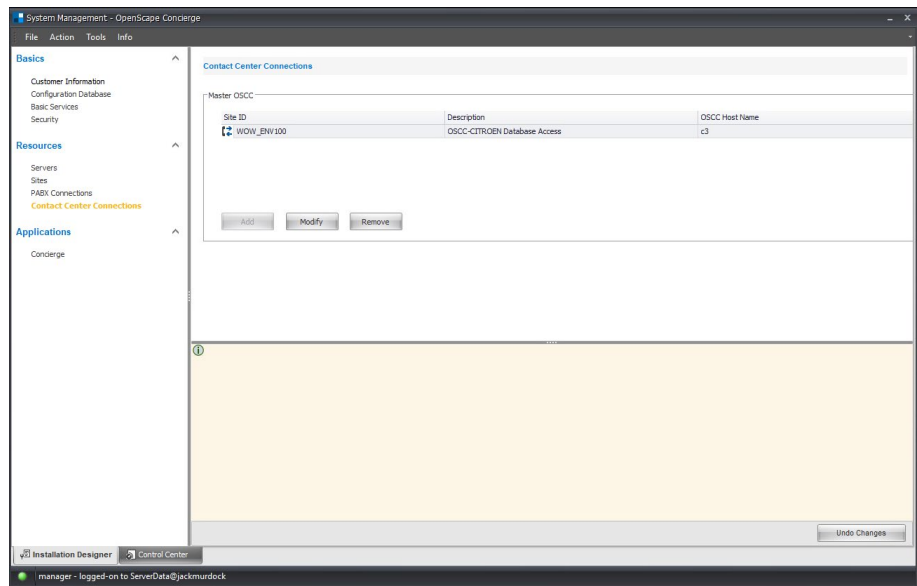 System Management - OpenScape Concierge
File Action Tools Info
Basics
Customer Information
Configuration Database
Basic Services
Security
Resources
Servers
Sites
PABX Connections
Contact Center Connections
Applications
Concierge
Contact Center Connections
Master OSCC
Site ID Description OSCC Host Name
WOW_ENV100 OSCC-CITROEN Database Access c3
Add Modify Remove
Undo Changes
Installation Designer Control Center
manager - logged-on to ServerData@jackmurdock